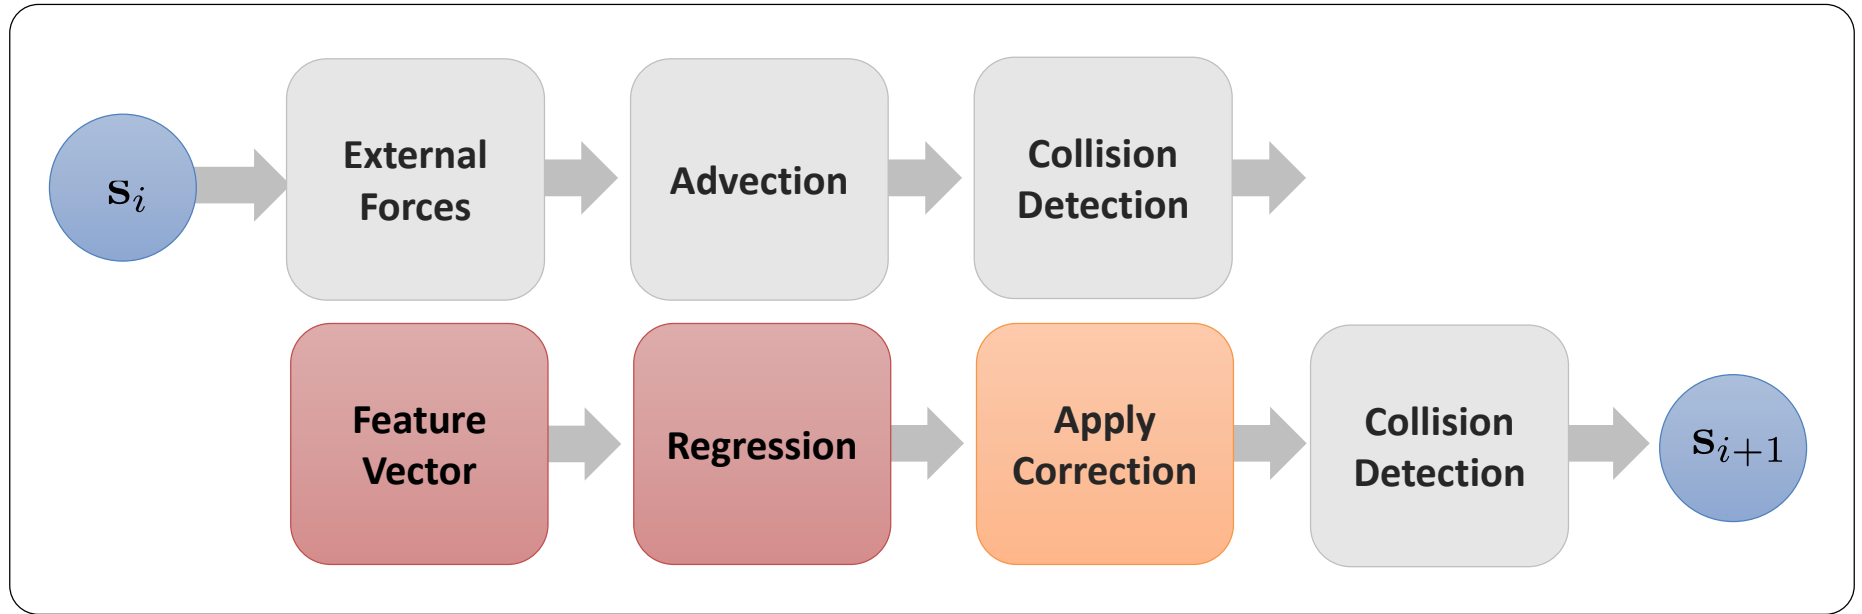 s_i
External
Forces
Advection
Collision
Detection
Feature
Vector
Regression
Apply
Correction
Collision
Detection
s_{i+1}